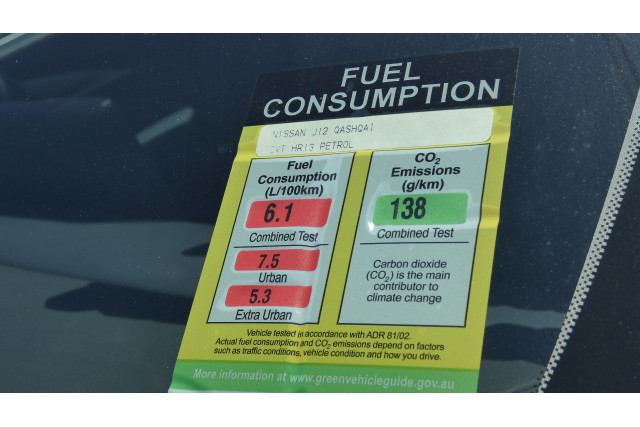 FUEL
CONSUMPTION
NISSAN J12 QASHQAI
CVT HR13 PETROL
Fuel
Consumption
(L/100km)
6.1
Combined Test
7.5
Urban
5.3
Extra Urban
CO2
Emissions
(g/km)
138
Combined Test
Carbon dioxide
(CO2) is the main
contributor to
climate change
Vehicle tested in accordance with ADR 81/02.
Actual fuel consumption and CO2 emissions depend on factors
such as traffic conditions, vehicle condition and how you drive.
More information at www.greenvehicleguide.gov.au